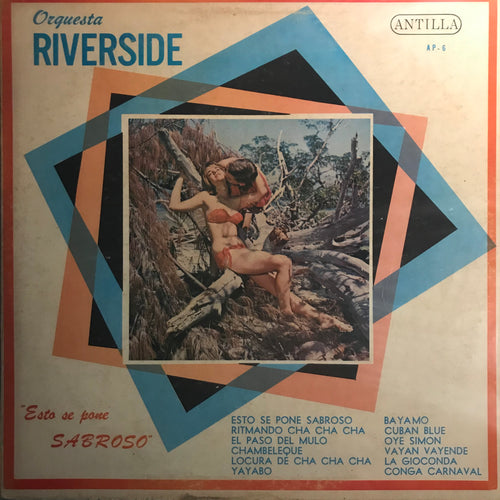 Orquesta
RIVERSIDE
ANTILLA
AP-6
"Esto se pone
SABROSO"
ESTO SE PONE SABROSO
RITMANDO CHA CHA CHA
EL PASO DEL MULO
CHAMBELEQUE
LOCURA DE CHA CHA CHA
YAYABO
BAYAMO
CUBAN BLUE
OYE SIMON
VAYAN VAYENDE
LA GIOCONDA
CONGA CARNAVAL